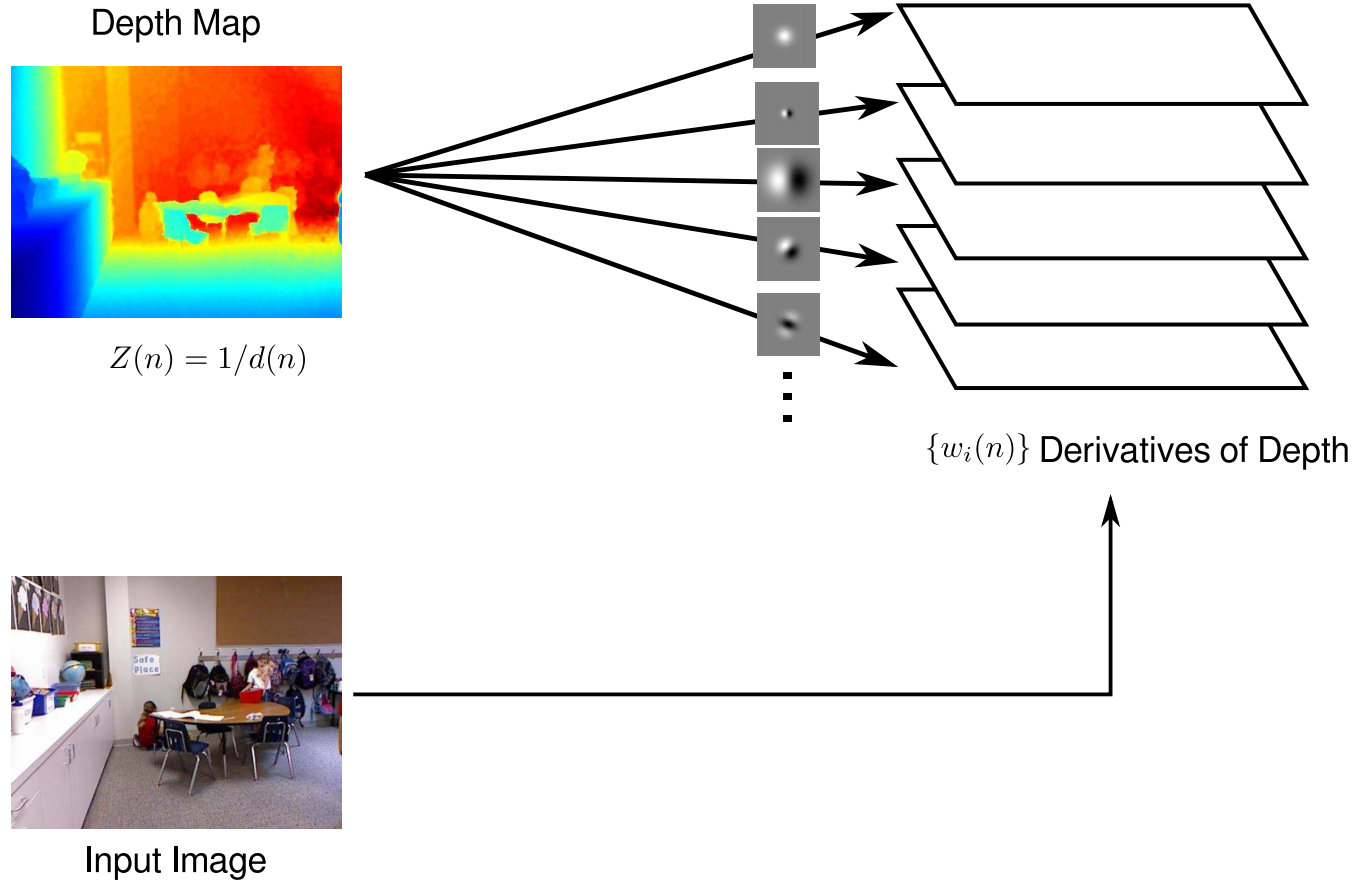 Depth Map
Z(n) = 1/d(n)
{w_i(n)} Derivatives of Depth
Safe
Place
Input Image